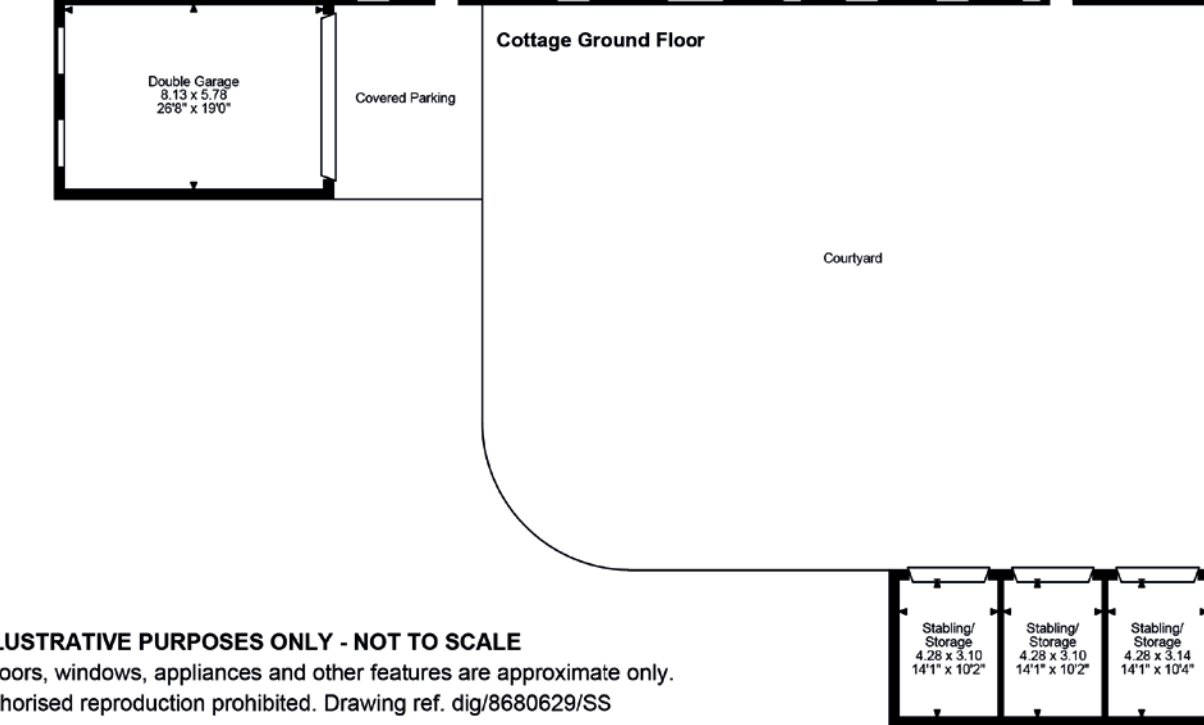 Cottage Ground Floor
Double Garage
8.13 x 5.78
26'8" x 19'0"
Covered Parking
Courtyard
Stabling/
Storage
4.28 x 3.10
14'1" x 10'2"
Stabling/
Storage
4.28 x 3.10
14'1" x 10'2"
Stabling/
Storage
4.28 x 3.14
14'1" x 10'4"
LUSTRATIVE PURPOSES ONLY - NOT TO SCALE
oors, windows, appliances and other features are approximate only.
horised reproduction prohibited. Drawing ref. dig/8680629/SS